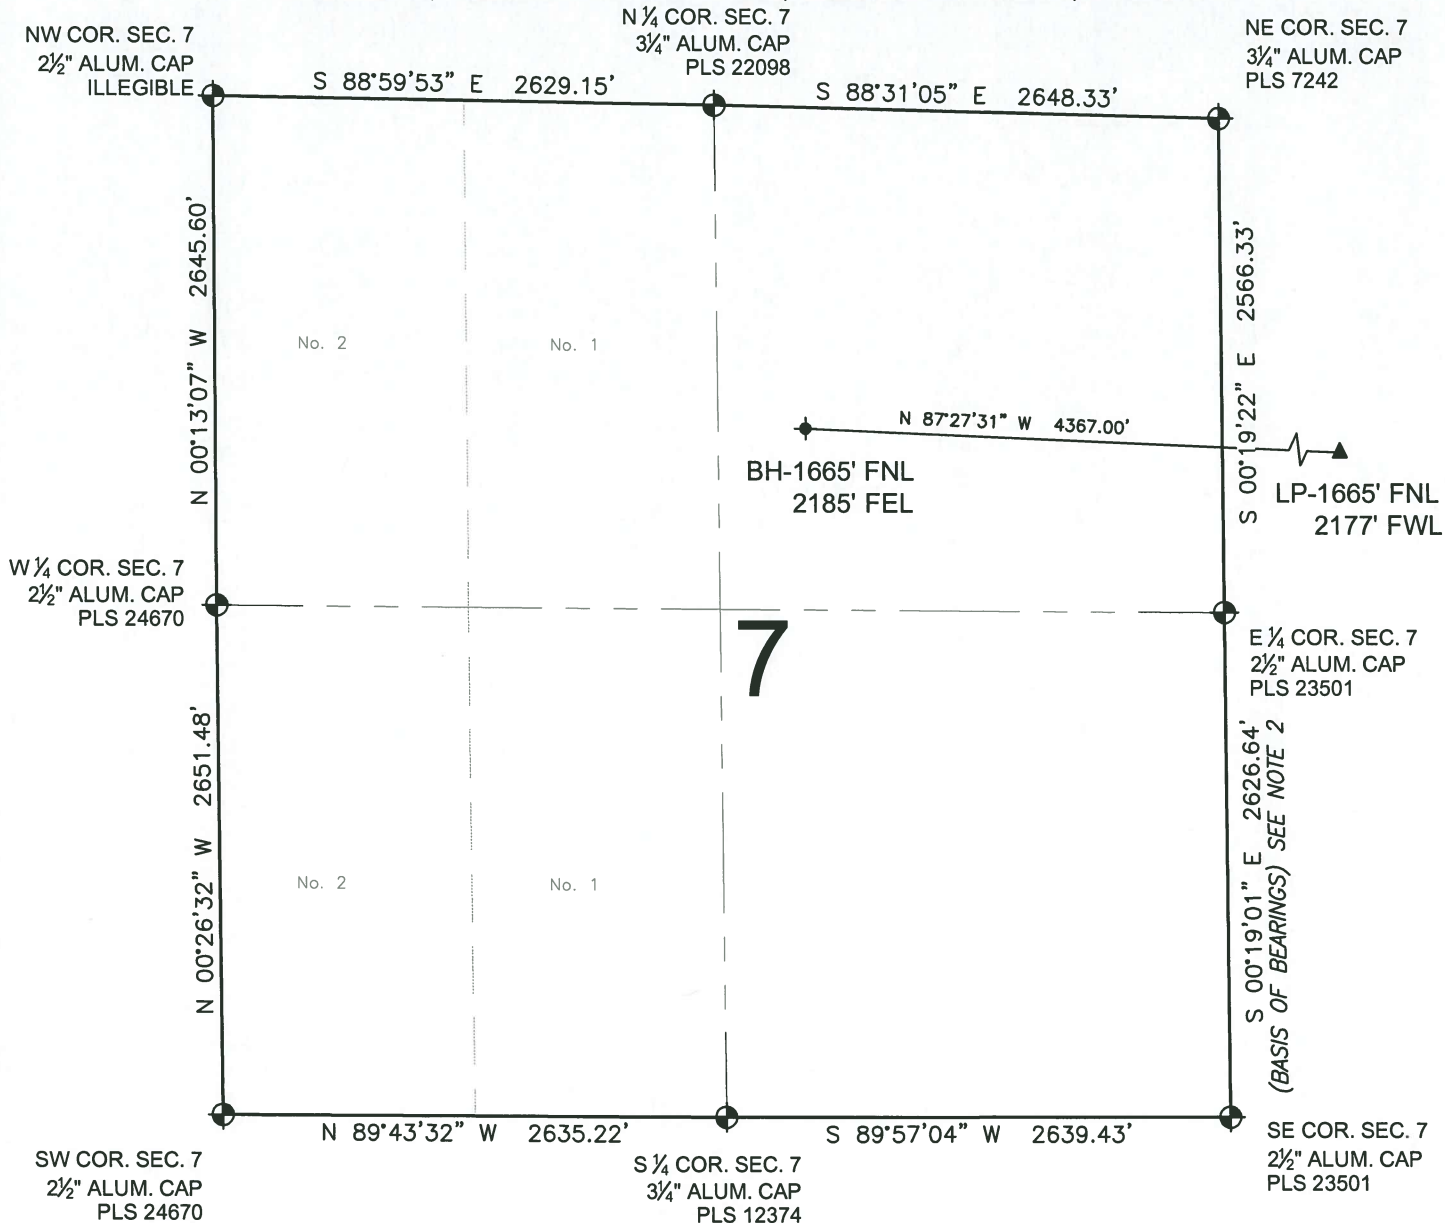 N ¼ COR. SEC. 7
3¼" ALUM. CAP
PLS 22098
NW COR. SEC. 7
2½" ALUM. CAP
ILLEGIBLE
NE COR. SEC. 7
3¼" ALUM. CAP
PLS 7242
S 88°59'53" E 2629.15'
S 88°31'05" E 2648.33'
N 00°13'07" W 2645.60'
S 00°19'22" E 2566.33'
No. 2
No. 1
N 87°27'31" W 4367.00'
BH-1665' FNL
2185' FEL
LP-1665' FNL
2177' FWL
W ¼ COR. SEC. 7
2½" ALUM. CAP
PLS 24670
7
E ¼ COR. SEC. 7
2½" ALUM. CAP
PLS 23501
N 00°26'32" W 2651.48'
S 00°19'01" E 2626.64'
(BASIS OF BEARINGS) SEE NOTE 2
No. 2
No. 1
N 89°43'32" W 2635.22'
S 89°57'04" W 2639.43'
SW COR. SEC. 7
2½" ALUM. CAP
PLS 24670
S ¼ COR. SEC. 7
3¼" ALUM. CAP
PLS 12374
SE COR. SEC. 7
2½" ALUM. CAP
PLS 23501